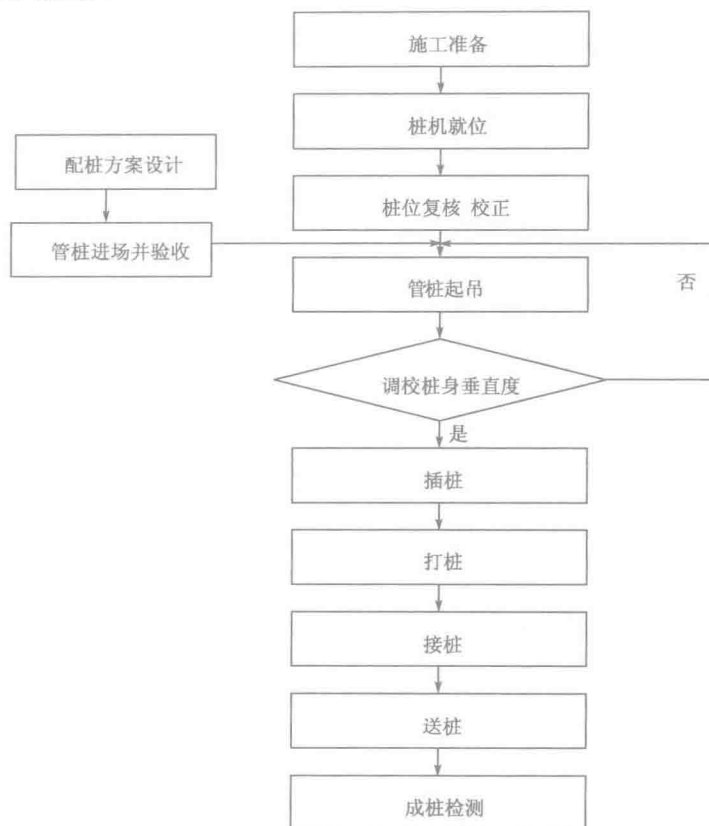 施工准备
桩机就位
配桩方案设计
桩位复核 校正
管桩进场并验收
管桩起吊
否
调校桩身垂直度
是
插桩
打桩
接桩
送桩
成桩检测